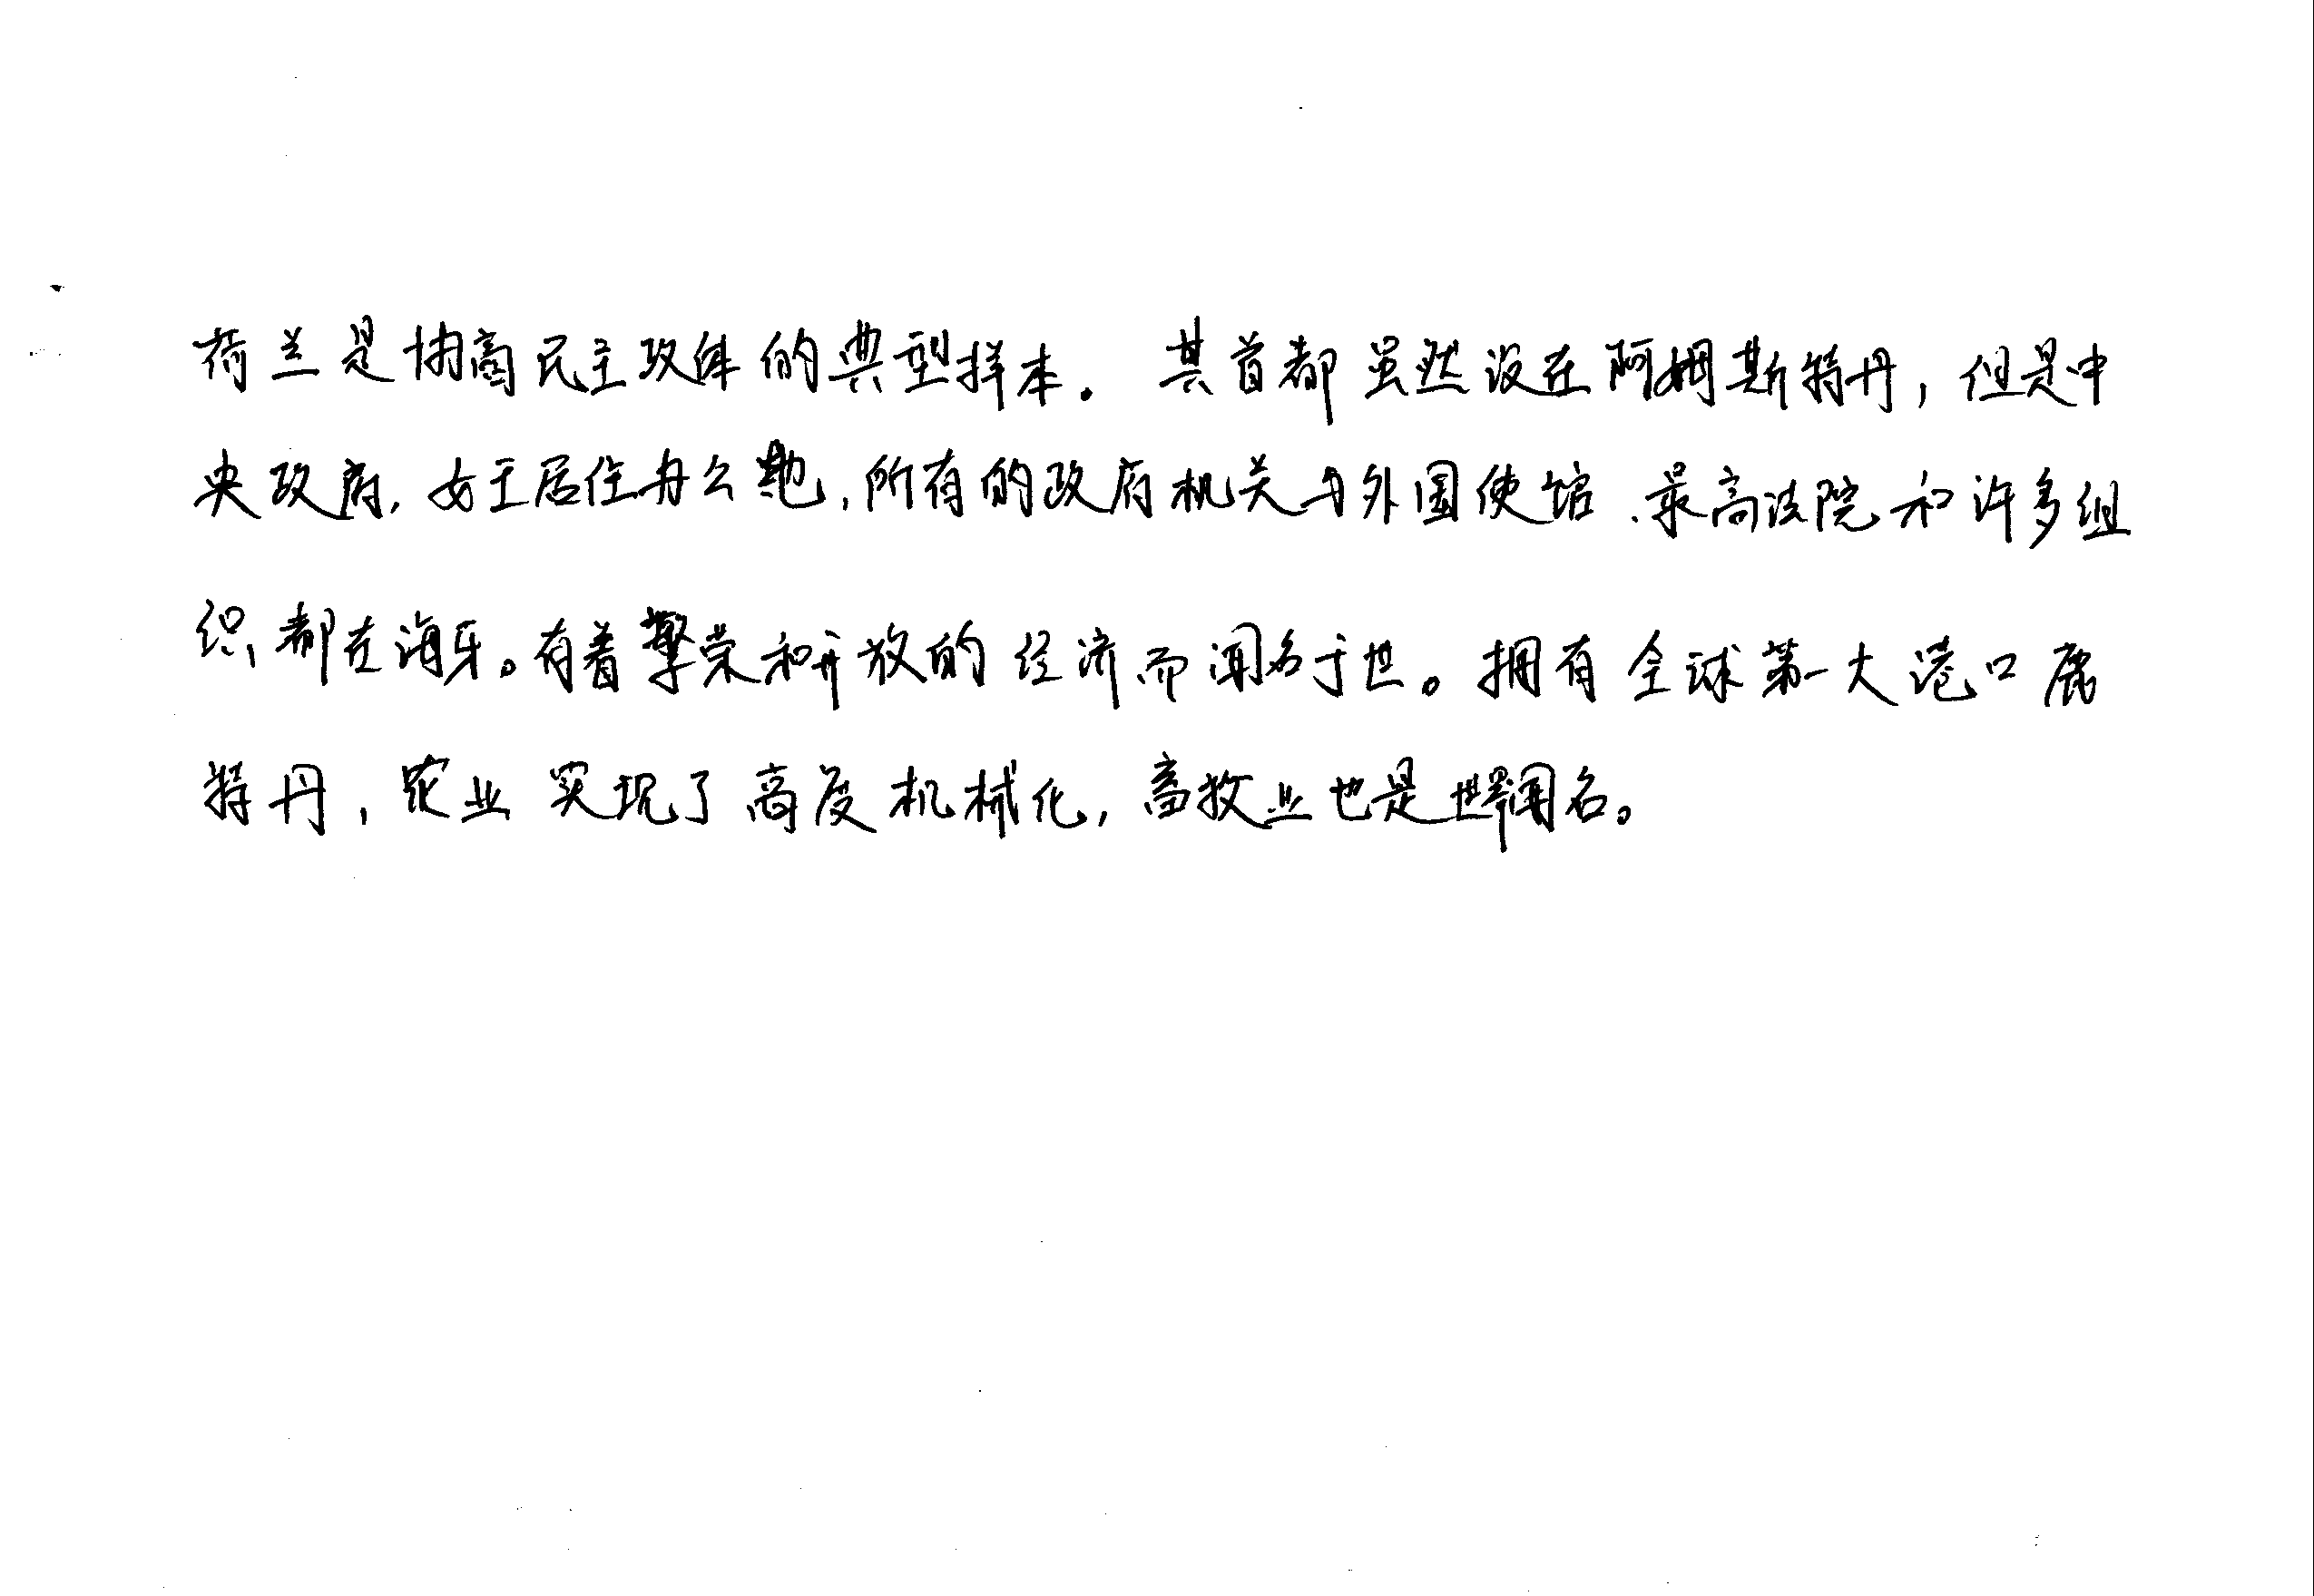 荷兰是协商民主政体的典型样本. 其首都虽然设在阿姆斯特丹,但是中
央政府,女王居住办公地,所有的政府机关与外国使馆、最高法院和许多组
织都在海牙。有着繁荣和开放的经济而闻名于世。拥有全球第一大港口鹿
特丹,农业实现了高度机械化,畜牧业也是世界闻名。